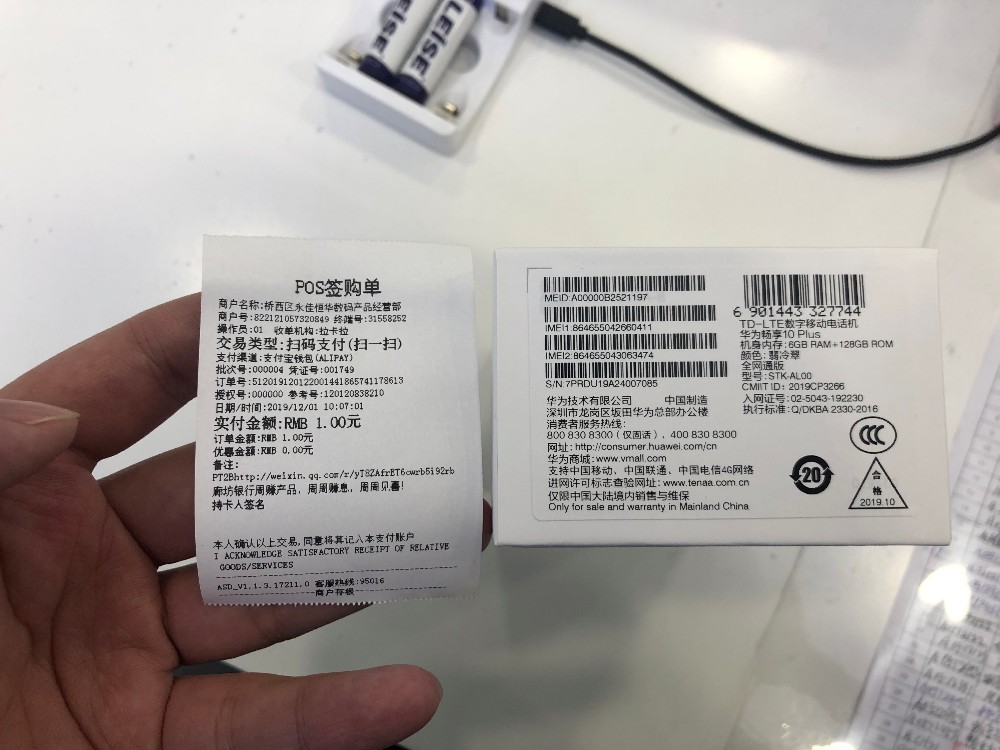 LEISE
LEISE
POS签购单
商户名称:桥西区永佳恒华数码产品经营部
商户号:822121057320849 终端号:31558252
操作员:01 收单机构:拉卡拉
交易类型:扫码支付(扫一扫)
支付渠道:支付宝钱包(ALIPAY)
批次号:000004 凭证号:001749
订单号:51201912012200144186574117861​3
授权号:000000 参考号:120120838210
日期/时间:2019/12/01 10:07:01
实付金额:RMB 1.00元
订单金额:RMB 1.00元
优惠金额:RMB 0.00元
备注:
PT2Bhttp://weixin.qq.com/r/yT8ZAfrET6cwrb5i92rb
廊坊银行周赚产品，周周赚息，周周见喜!
持卡人签名
本人确认以上交易,同意将其记入本支付账户
I ACKNOWLEDGE SATISFACTORY RECEIPT OF RELATIVE
GOODS/SERVICES
ASD_V1.1.3.17211.0 客服热线:95016
商户存根
MEID:A00000B2521197
IMEI1:864655042660411
IMEI2:864655043063474
S/N:7PRDU19A24007085
华为技术有限公司 中国制造
深圳市龙岗区坂田华为总部办公楼
消费者服务热线:
800 830 8300（仅固话）, 400 830 8300
网址: http://consumer.huawei.com/cn
华为商城: www.vmall.com
支持中国移动、中国联通、中国电信4G网络
进网许可标志查验网址: www.tenaa.com.cn
仅限中国大陆境内销售与维保
Only for sale and warranty in Mainland China
6 901443 327744
TD-LTE数字移动电话机
华为畅享10 Plus
机身内存: 6GB RAM+128GB ROM
颜色: 翡冷翠
全网通版
型号: STK-AL00
CMIIT ID: 2019CP3266
入网证号: 02-5043-192230
执行标准: Q/DKBA 2330-2016
CCC
20
合
格
2019.10